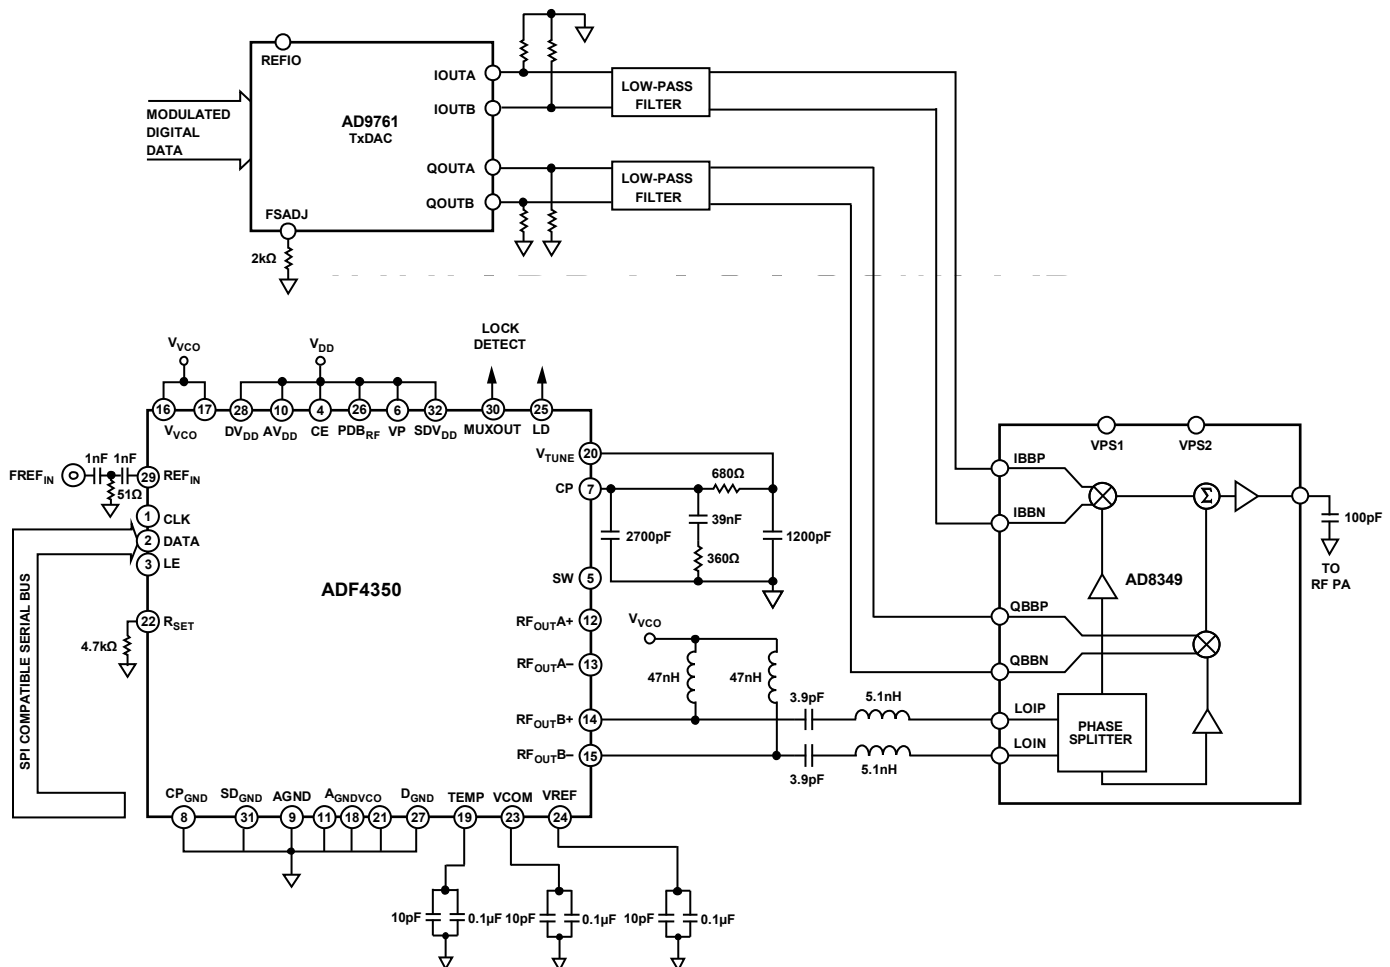 REFIO
IOUTA
IOUTB
QOUTA
QOUTB
FSADJ
AD9761
TxDAC
MODULATED
DIGITAL
DATA
2kΩ
LOW-PASS
FILTER
LOW-PASS
FILTER
LOCK
DETECT
VVCO
VDD
16
17
28
10
4
26
6
32
30
25
VVCO
DVDD
AVDD
CE
PDBRF
VP
SDVDD
MUXOUT
LD
1nF
1nF
FREFIN
51Ω
29
REFIN
1
CLK
2
DATA
3
LE
SPI COMPATIBLE SERIAL BUS
22
RSET
4.7kΩ
ADF4350
VTUNE
20
CP
7
SW
5
RFOUTA+
12
RFOUTA–
13
RFOUTB+
14
RFOUTB–
15
680Ω
39nF
2700pF
1200pF
360Ω
VVCO
47nH
47nH
3.9pF
5.1nH
3.9pF
5.1nH
CPGND
SDGND
AGND
AGNDVCO
DGND
TEMP
VCOM
VREF
8
31
9
11
18
21
27
19
23
24
10pF
0.1µF
10pF
0.1µF
10pF
0.1µF
VPS1
VPS2
IBBP
IBBN
QBBP
QBBN
LOIP
LOIN
Σ
AD8349
PHASE
SPLITTER
100pF
TO
RF PA